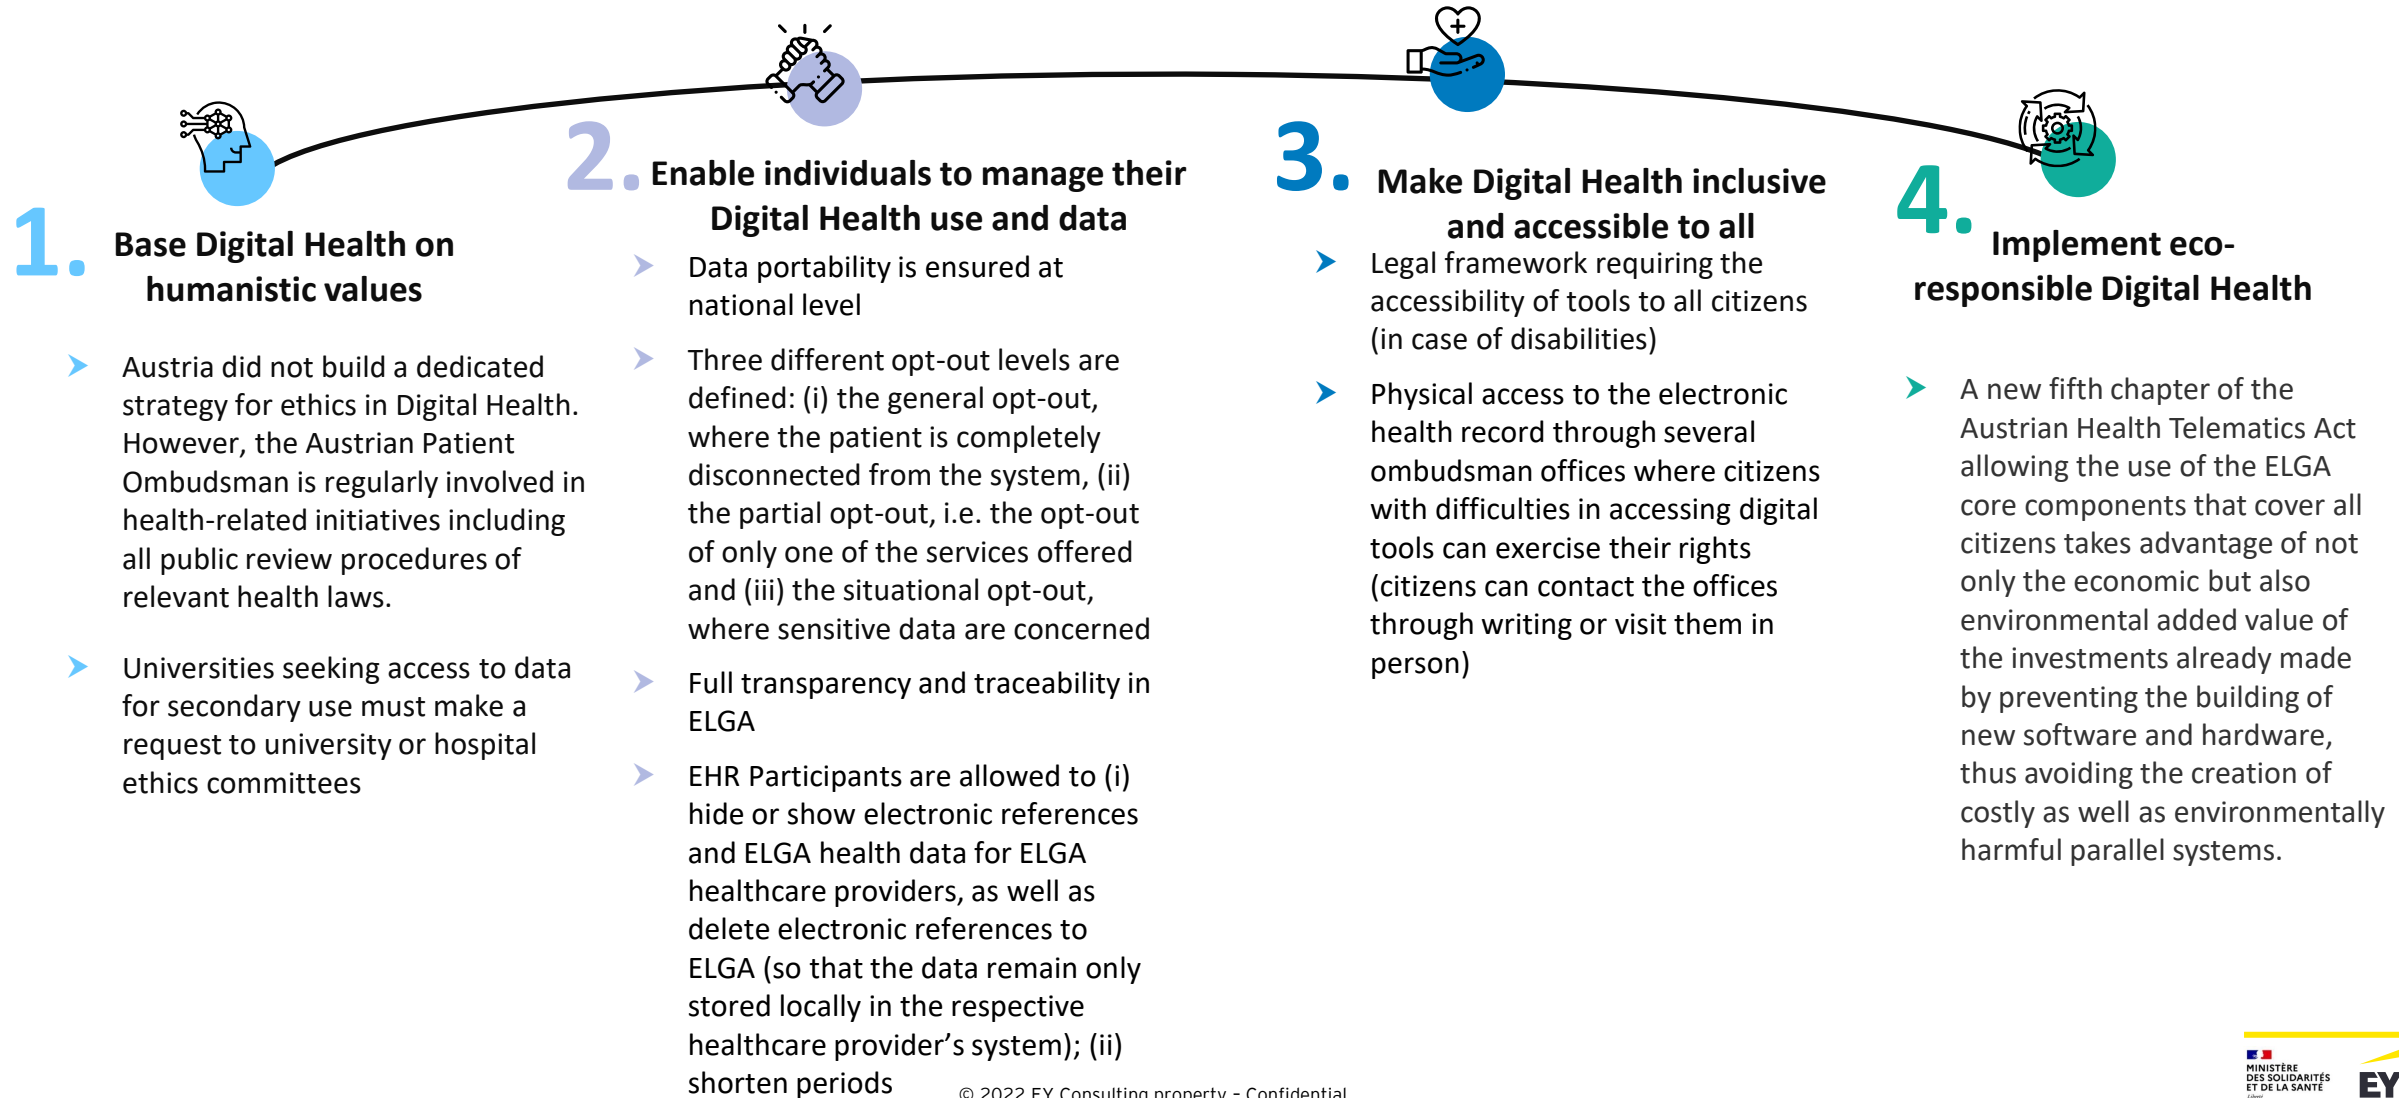 1.
Base Digital Health on
humanistic values
Austria did not build a dedicated
strategy for ethics in Digital Health.
However, the Austrian Patient
Ombudsman is regularly involved in
health-related initiatives including
all public review procedures of
relevant health laws.
Universities seeking access to data
for secondary use must make a
request to university or hospital
ethics committees
2.
Enable individuals to manage their
Digital Health use and data
Data portability is ensured at
national level
Three different opt-out levels are
defined: (i) the general opt-out,
where the patient is completely
disconnected from the system, (ii)
the partial opt-out, i.e. the opt-out
of only one of the services offered
and (iii) the situational opt-out,
where sensitive data are concerned
Full transparency and traceability in
ELGA
EHR Participants are allowed to (i)
hide or show electronic references
and ELGA health data for ELGA
healthcare providers, as well as
delete electronic references to
ELGA (so that the data remain only
stored locally in the respective
healthcare provider’s system); (ii)
shorten periods
3.
Make Digital Health inclusive
and accessible to all
Legal framework requiring the
accessibility of tools to all citizens
(in case of disabilities)
Physical access to the electronic
health record through several
ombudsman offices where citizens
with difficulties in accessing digital
tools can exercise their rights
(citizens can contact the offices
through writing or visit them in
person)
4.
Implement eco-
responsible Digital Health
A new fifth chapter of the
Austrian Health Telematics Act
allowing the use of the ELGA
core components that cover all
citizens takes advantage of not
only the economic but also
environmental added value of
the investments already made
by preventing the building of
new software and hardware,
thus avoiding the creation of
costly as well as environmentally
harmful parallel systems.
© 2022 EY Consulting property – Confidential
MINISTÈRE
DES SOLIDARITÉS
ET DE LA SANTÉ
Liberté
EY